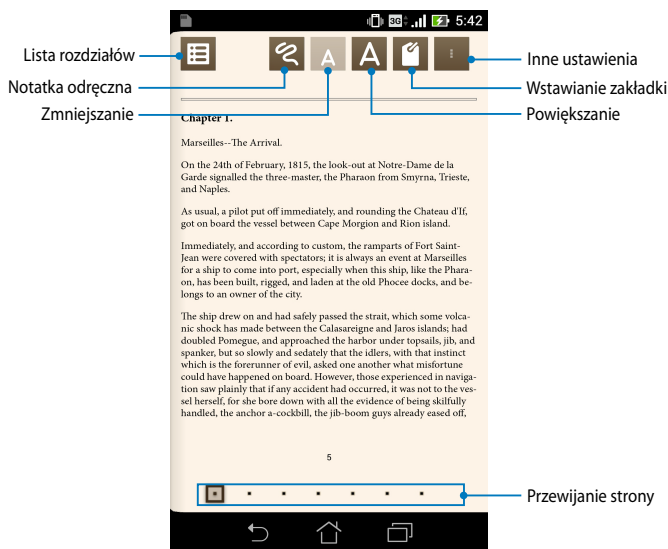 3G 5:42
Lista rozdziałów
Notatka odręczna
Zmniejszanie
A A
Inne ustawienia
Wstawianie zakładki
Powiększanie
Chapter 1.
Marseilles--The Arrival.
On the 24th of February, 1815, the look-out at Notre-Dame de la
Garde signalled the three-master, the Pharaon from Smyrna, Trieste,
and Naples.
As usual, a pilot put off immediately, and rounding the Chateau d'If,
got on board the vessel between Cape Morgion and Rion island.
Immediately, and according to custom, the ramparts of Fort Saint-
Jean were covered with spectators; it is always an event at Marseilles
for a ship to come into port, especially when this ship, like the Phara-
on, has been built, rigged, and laden at the old Phocee docks, and be-
longs to an owner of the city.
The ship drew on and had safely passed the strait, which some volca-
nic shock has made between the Calasareigne and Jaros islands; had
doubled Pomegue, and approached the harbor under topsails, jib, and
spanker, but so slowly and sedately that the idlers, with that instinct
which is the forerunner of evil, asked one another what misfortune
could have happened on board. However, those experienced in naviga-
tion saw plainly that if any accident had occurred, it was not to the ves-
sel herself, for she bore down with all the evidence of being skilfully
handled, the anchor a-cockbill, the jib-boom guys already eased off,
5
Przewijanie strony